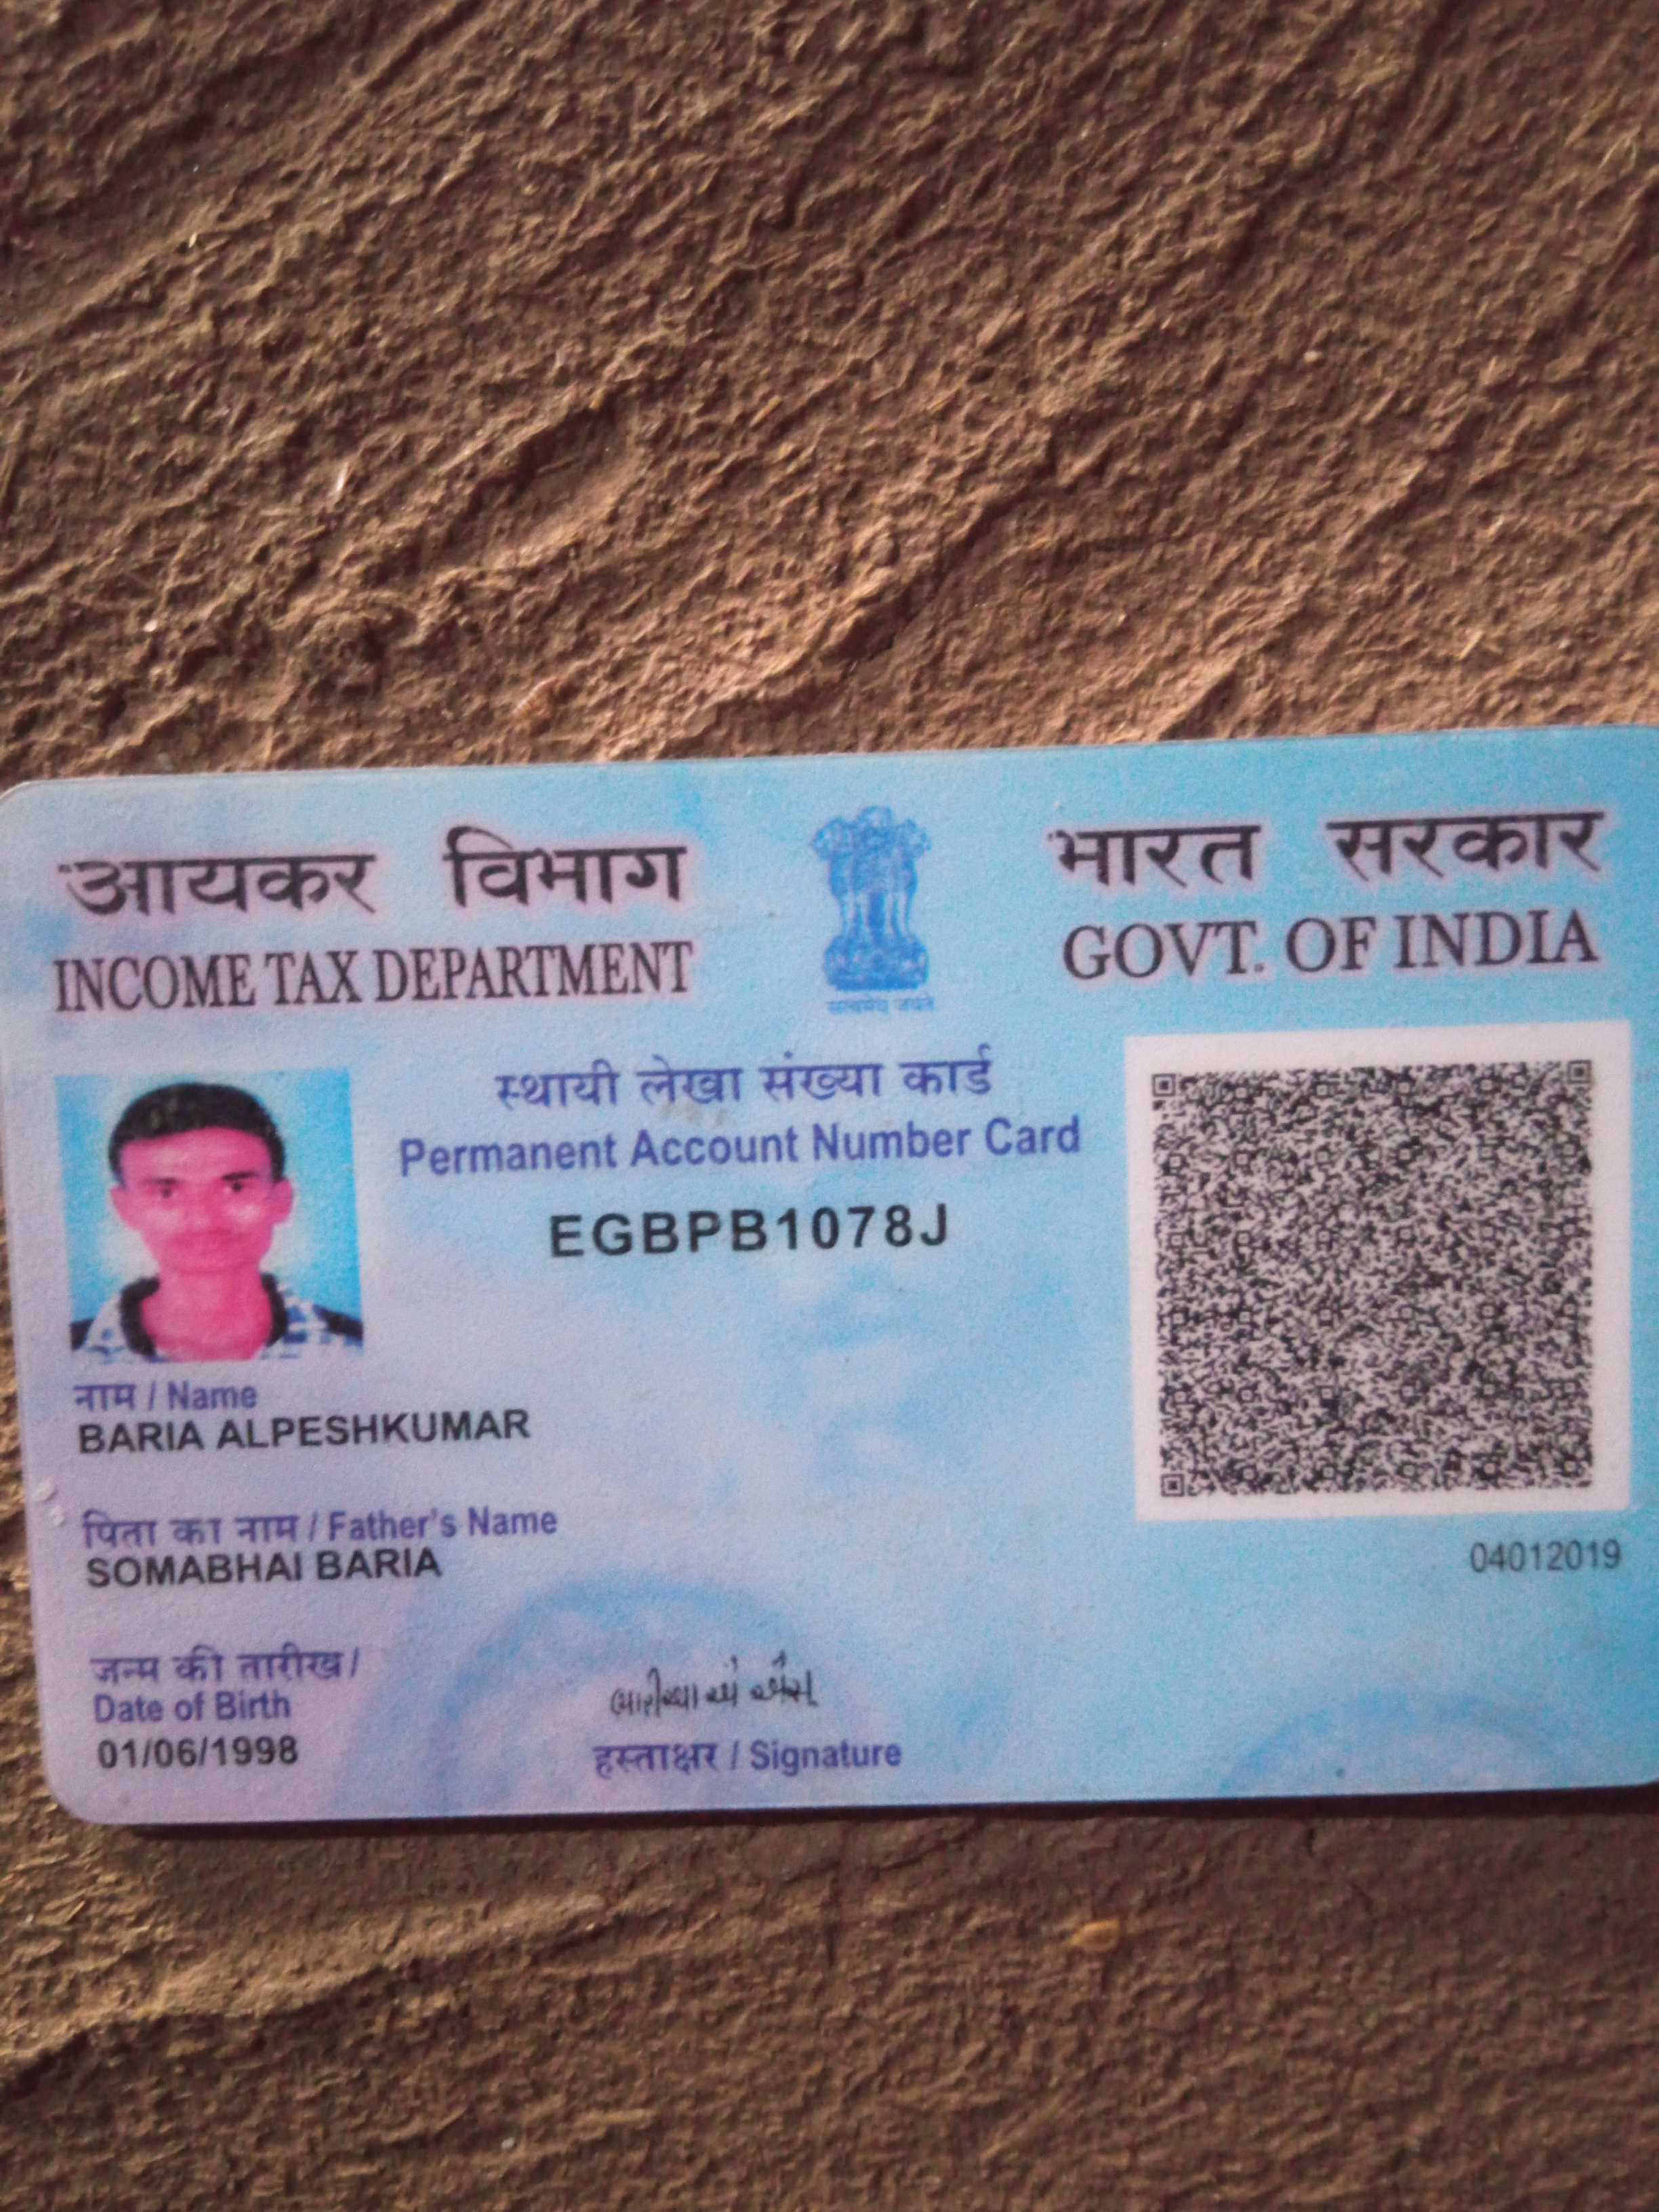 आयकर विभाग
INCOME TAX DEPARTMENT
सत्यमेव जयते
भारत सरकार
GOVT. OF INDIA
स्थायी लेखा संख्या कार्ड
Permanent Account Number Card
EGBPB1078J
नाम / Name
BARIA ALPESHKUMAR
पिता का नाम / Father's Name
SOMABHAI BARIA
04012019
जन्म की तारीख /
Date of Birth
01/06/1998
हस्ताक्षर / Signature